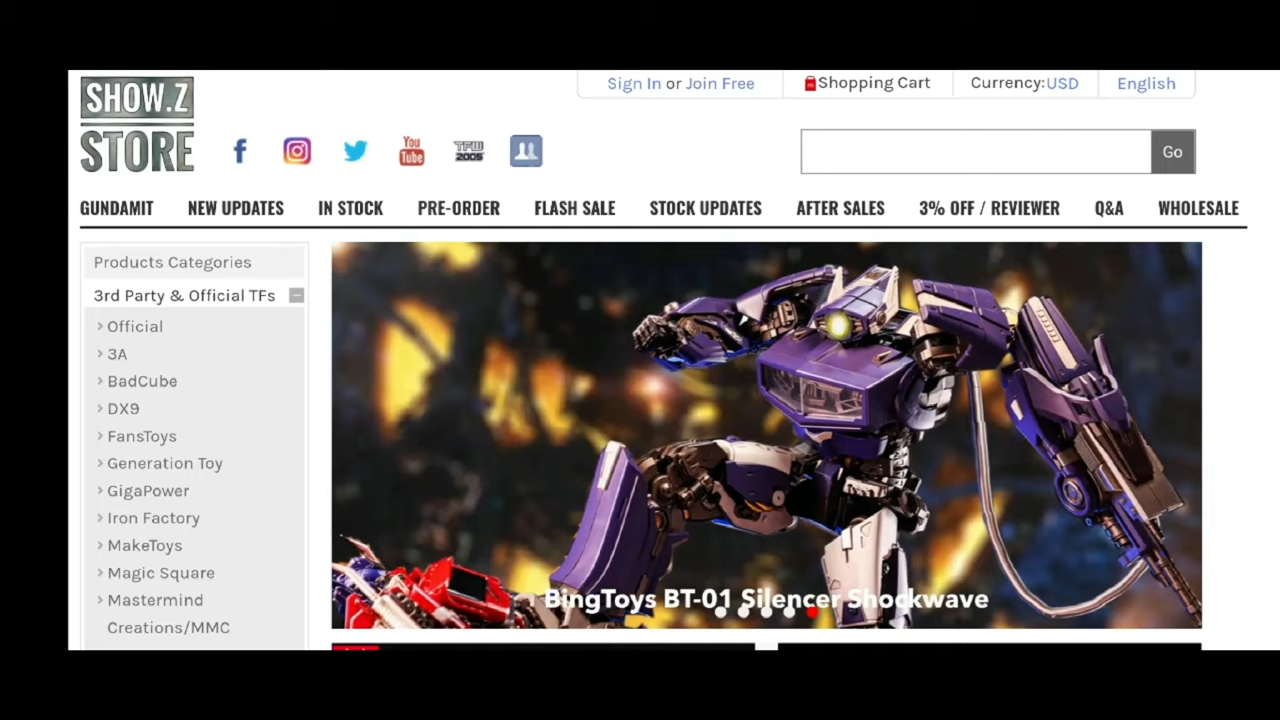 SHOW.Z
STORE
Sign In or Join Free
Shopping Cart
Currency:USD
English
You
Tube
TFW
2005
Go
GUNDAMIT
NEW UPDATES
IN STOCK
PRE-ORDER
FLASH SALE
STOCK UPDATES
AFTER SALES
3% OFF / REVIEWER
Q&A
WHOLESALE
Products Categories
3rd Party & Official TFs
Official
3A
BadCube
DX9
FansToys
Generation Toy
GigaPower
Iron Factory
MakeToys
Magic Square
Mastermind
Creations/MMC
BingToys BT-01 Silencer Shockwave